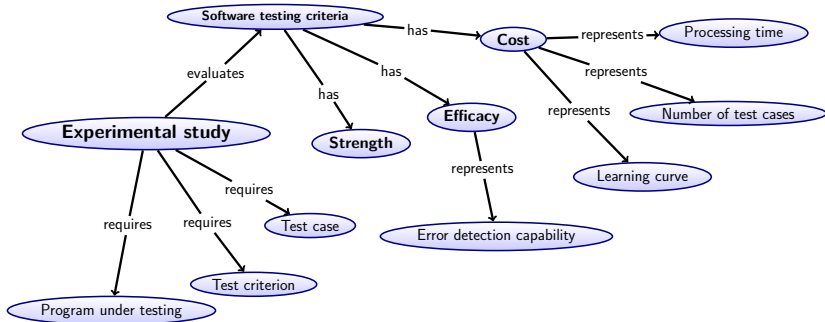 Software testing criteria
has
Cost
represents
Processing time
evaluates
has
represents
has
represents
Number of test cases
Experimental study
Strength
Efficacy
represents
Learning curve
requires
requires
requires
Test case
Error detection capability
Test criterion
Program under testing